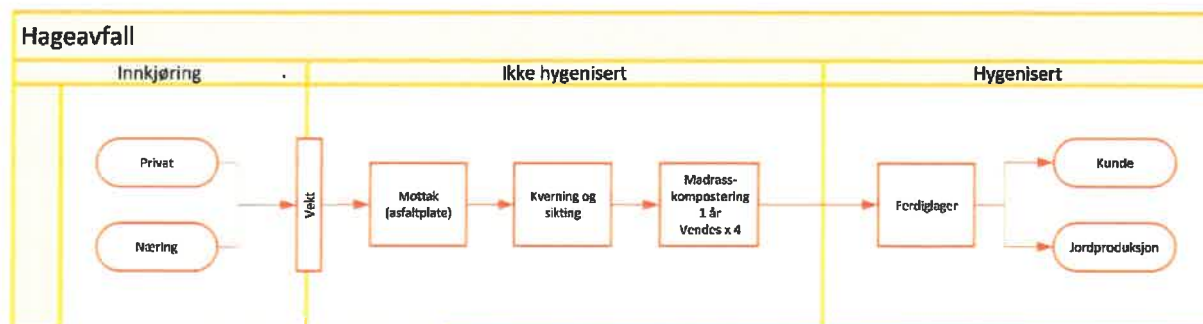 Hageavfall
Innkjøring
Ikke hygenisert
Hygenisert
Privat
Næring
Vekt
Mottak
(asfaltplate)
Kverning og
sikting
Madrass-
kompostering
1 år
Vendes x 4
Ferdiglager
Kunde
Jordproduksjon